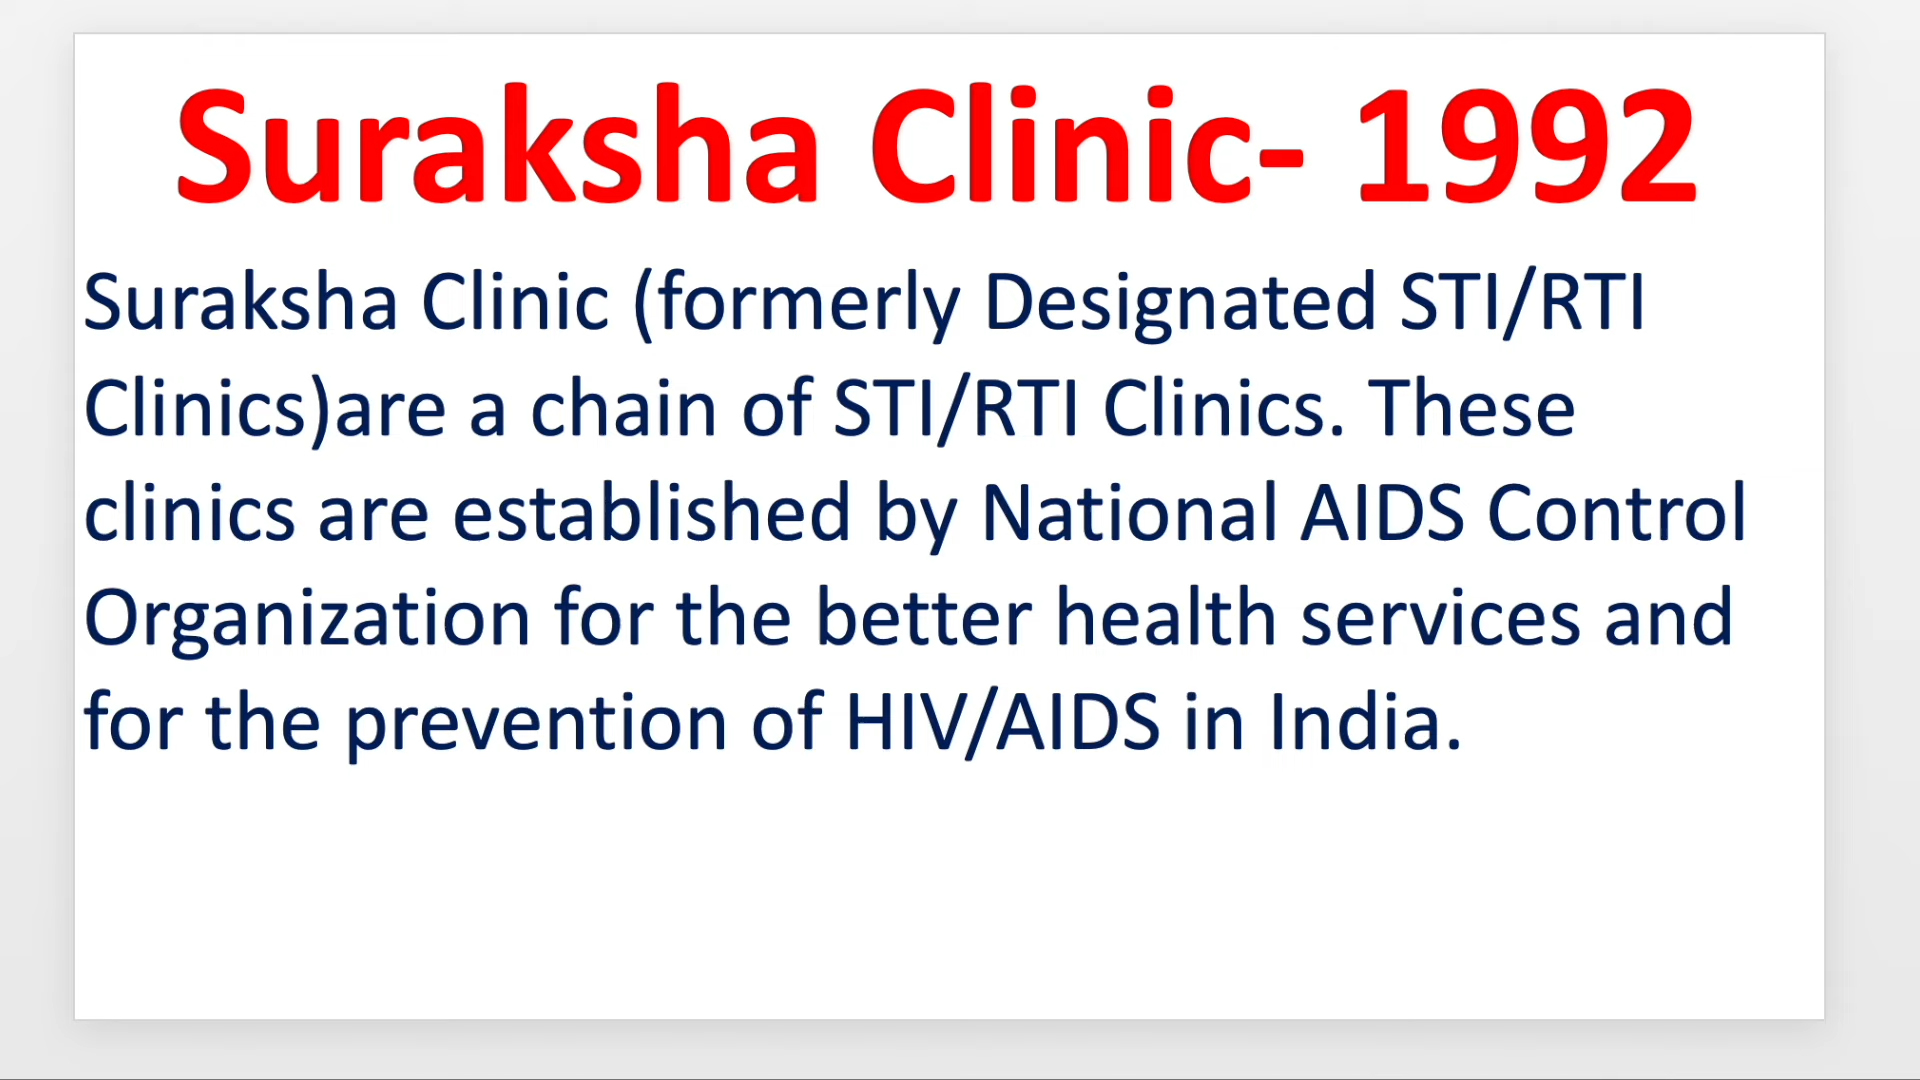 Suraksha Clinic- 1992
Suraksha Clinic (formerly Designated STI/RTI
Clinics)are a chain of STI/RTI Clinics. These
clinics are established by National AIDS Control
Organization for the better health services and
for the prevention of HIV/AIDS in India.